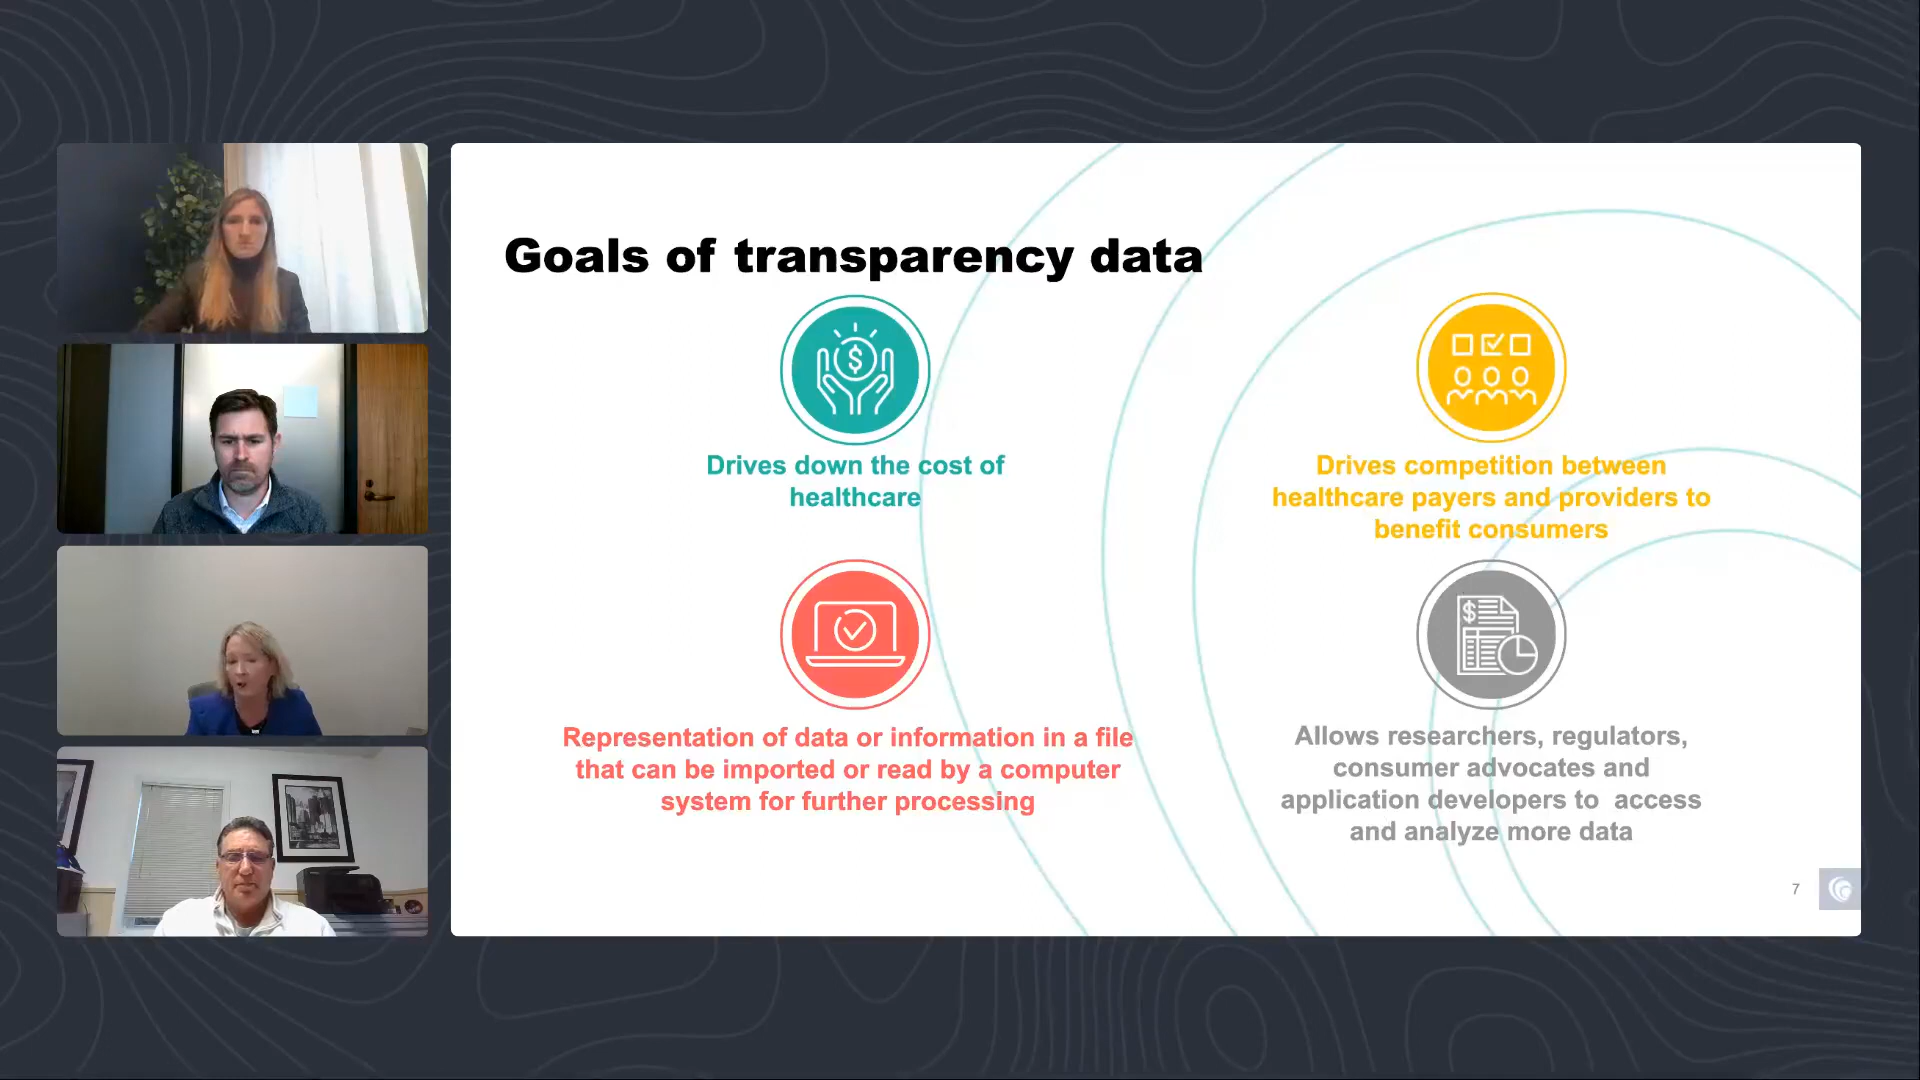 Goals of transparency data
Drives down the cost of
healthcare
Drives competition between
healthcare payers and providers to
benefit consumers
Representation of data or information in a file
that can be imported or read by a computer
system for further processing
Allows researchers, regulators,
consumer advocates and
application developers to  access
and analyze more data
7